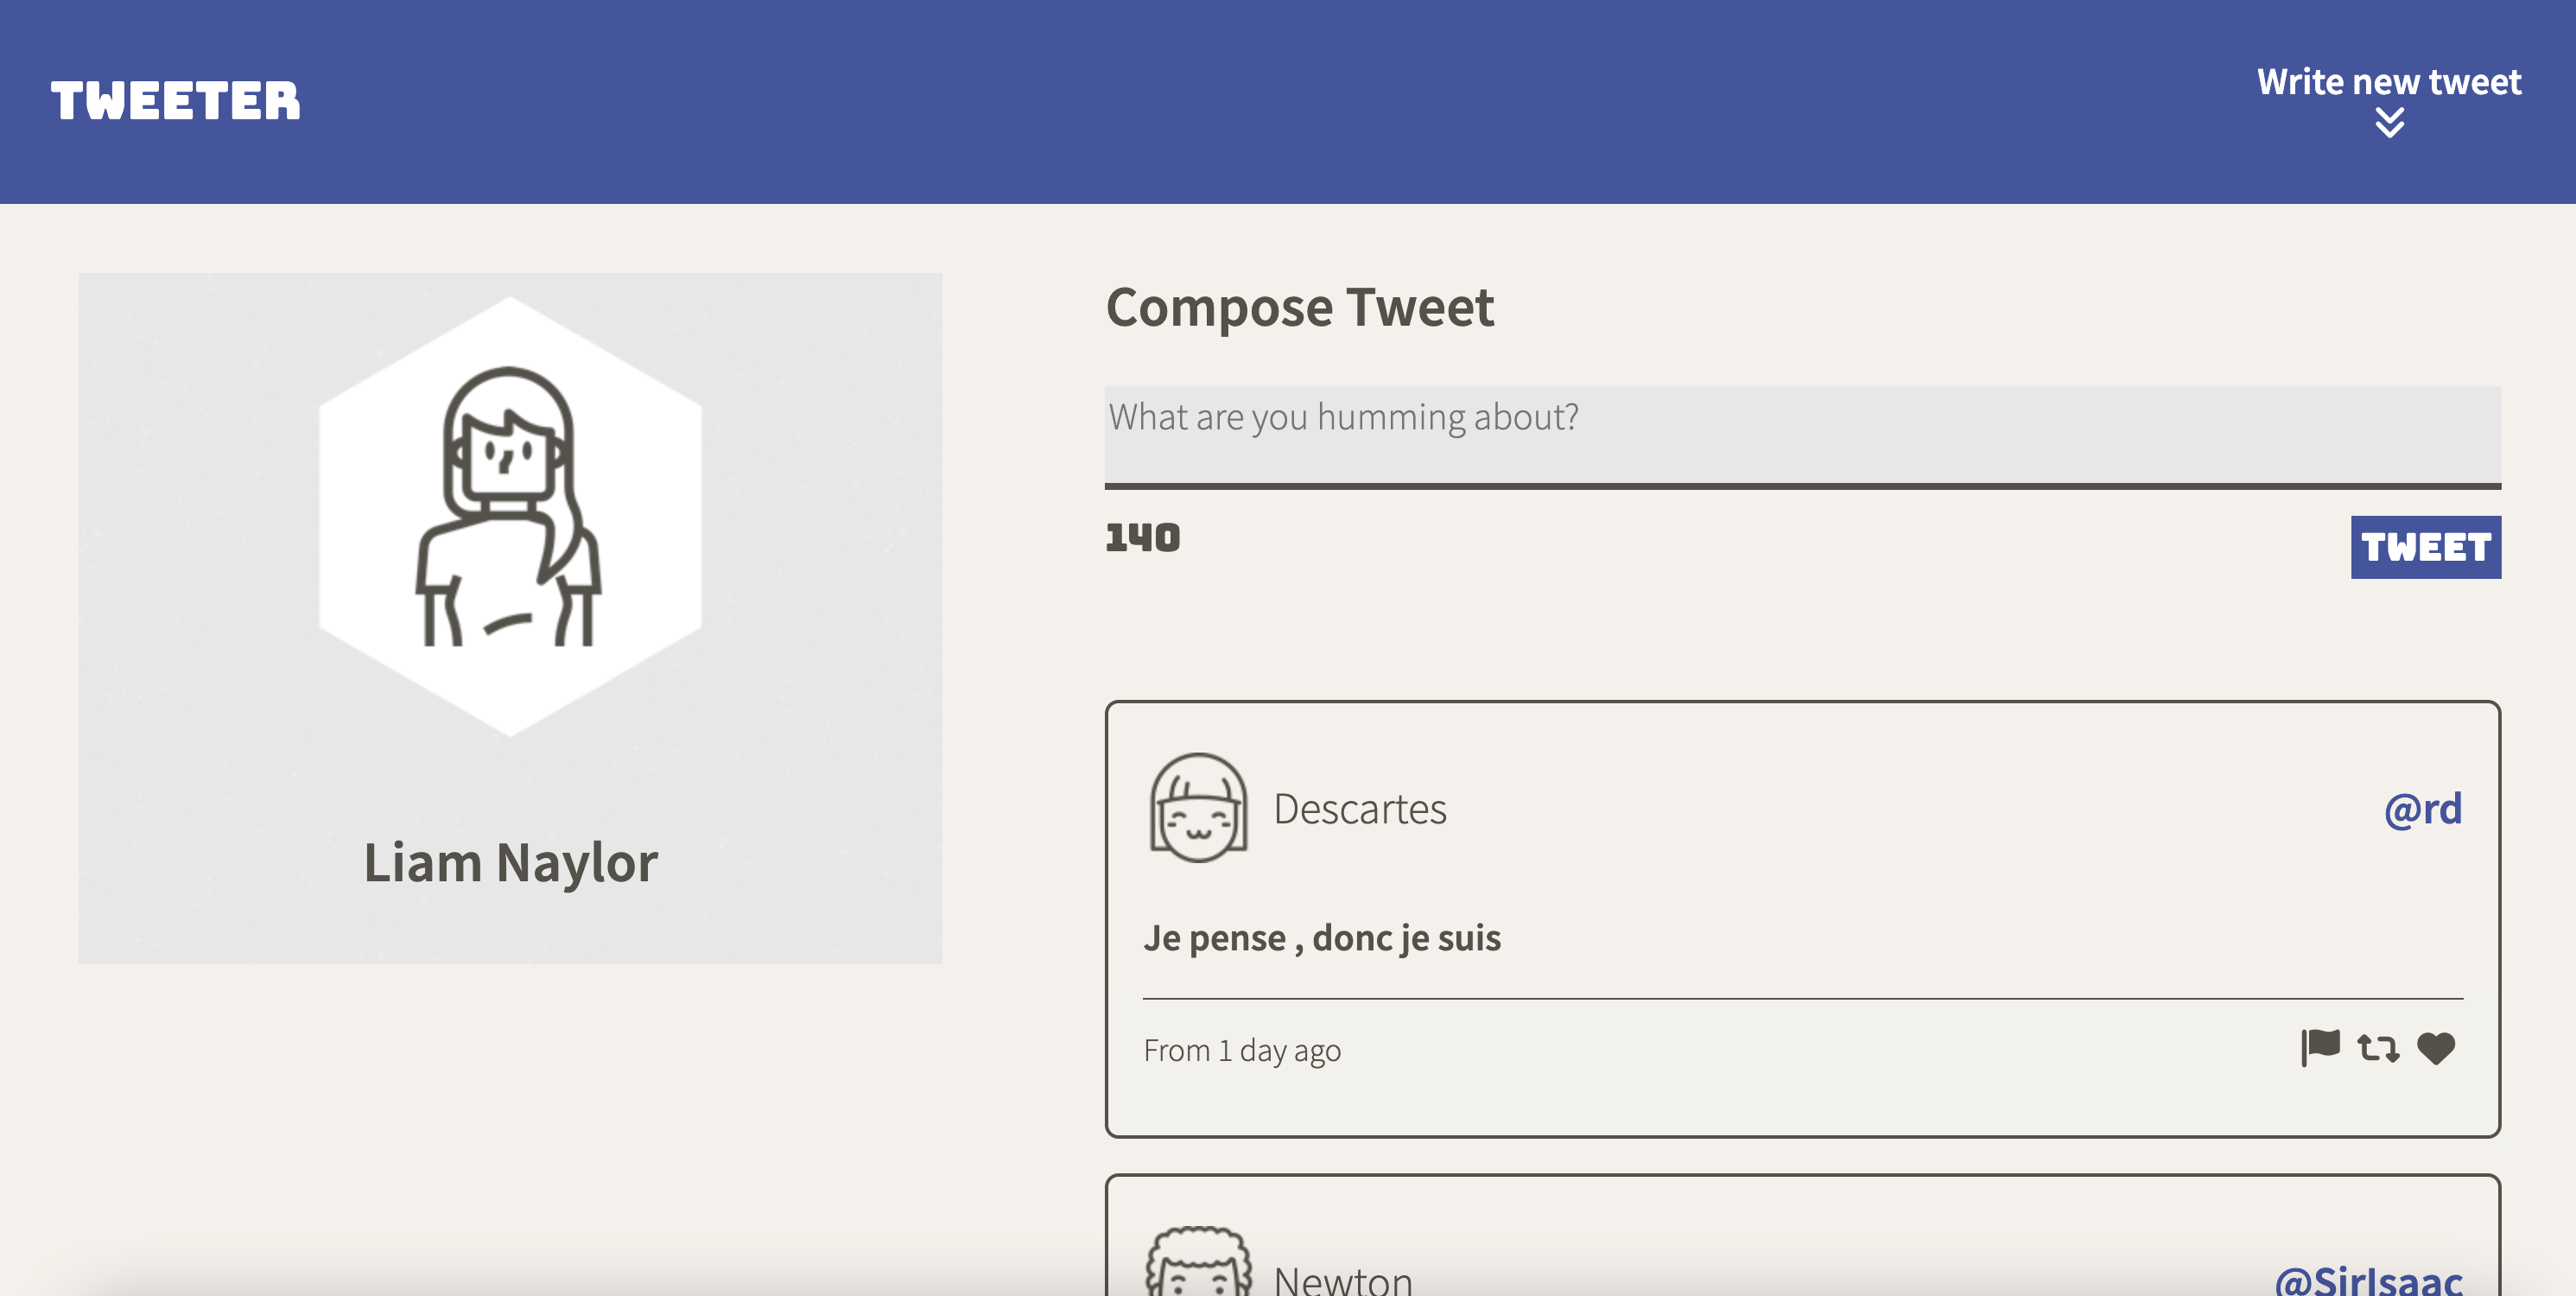 TWEETER
Write new tweet
Liam Naylor
Compose Tweet
What are you humming about?
140
TWEET
Descartes
@rd
Je pense , donc je suis
From 1 day ago
Newton
@SirIsaac